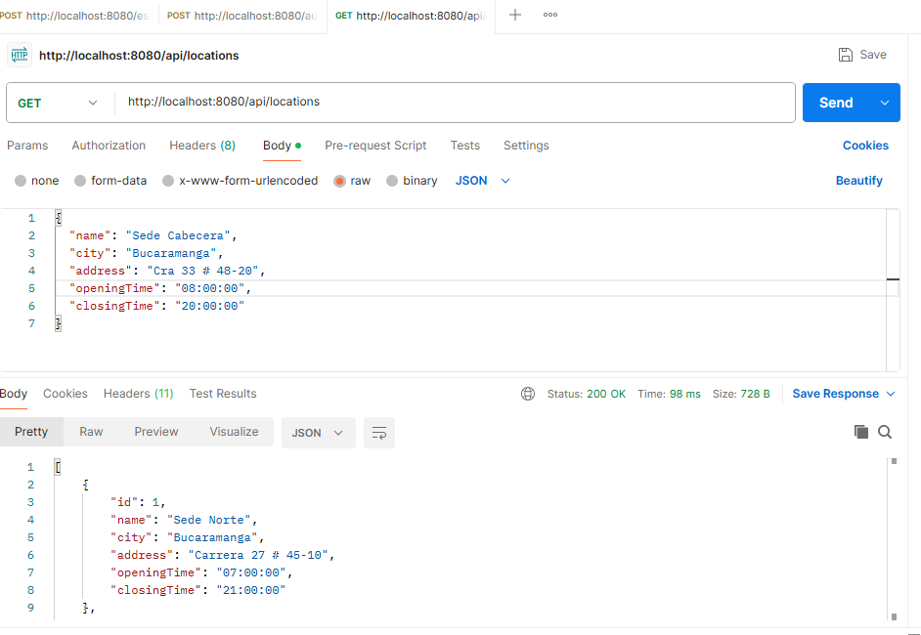 POST http://localhost:8080/es POST http://localhost:8080/au GET http://localhost:8080/api/
HTTP http://localhost:8080/api/locations Save
GET http://localhost:8080/api/locations Send
Params Authorization Headers (8) Body Pre-request Script Tests Settings Cookies
none form-data x-www-form-urlencoded raw binary JSON Beautify
1 {
2 "name": "Sede Cabecera",
3 "city": "Bucaramanga",
4 "address": "Cra 33 # 48-20",
5 "openingTime": "08:00:00",
6 "closingTime": "20:00:00"
7 }
Body Cookies Headers (11) Test Results Status: 200 OK Time: 98 ms Size: 728 B Save Response
Pretty Raw Preview Visualize JSON
1 [
2 {
3 "id": 1,
4 "name": "Sede Norte",
5 "city": "Bucaramanga",
6 "address": "Carrera 27 # 45-10",
7 "openingTime": "07:00:00",
8 "closingTime": "21:00:00"
9 },